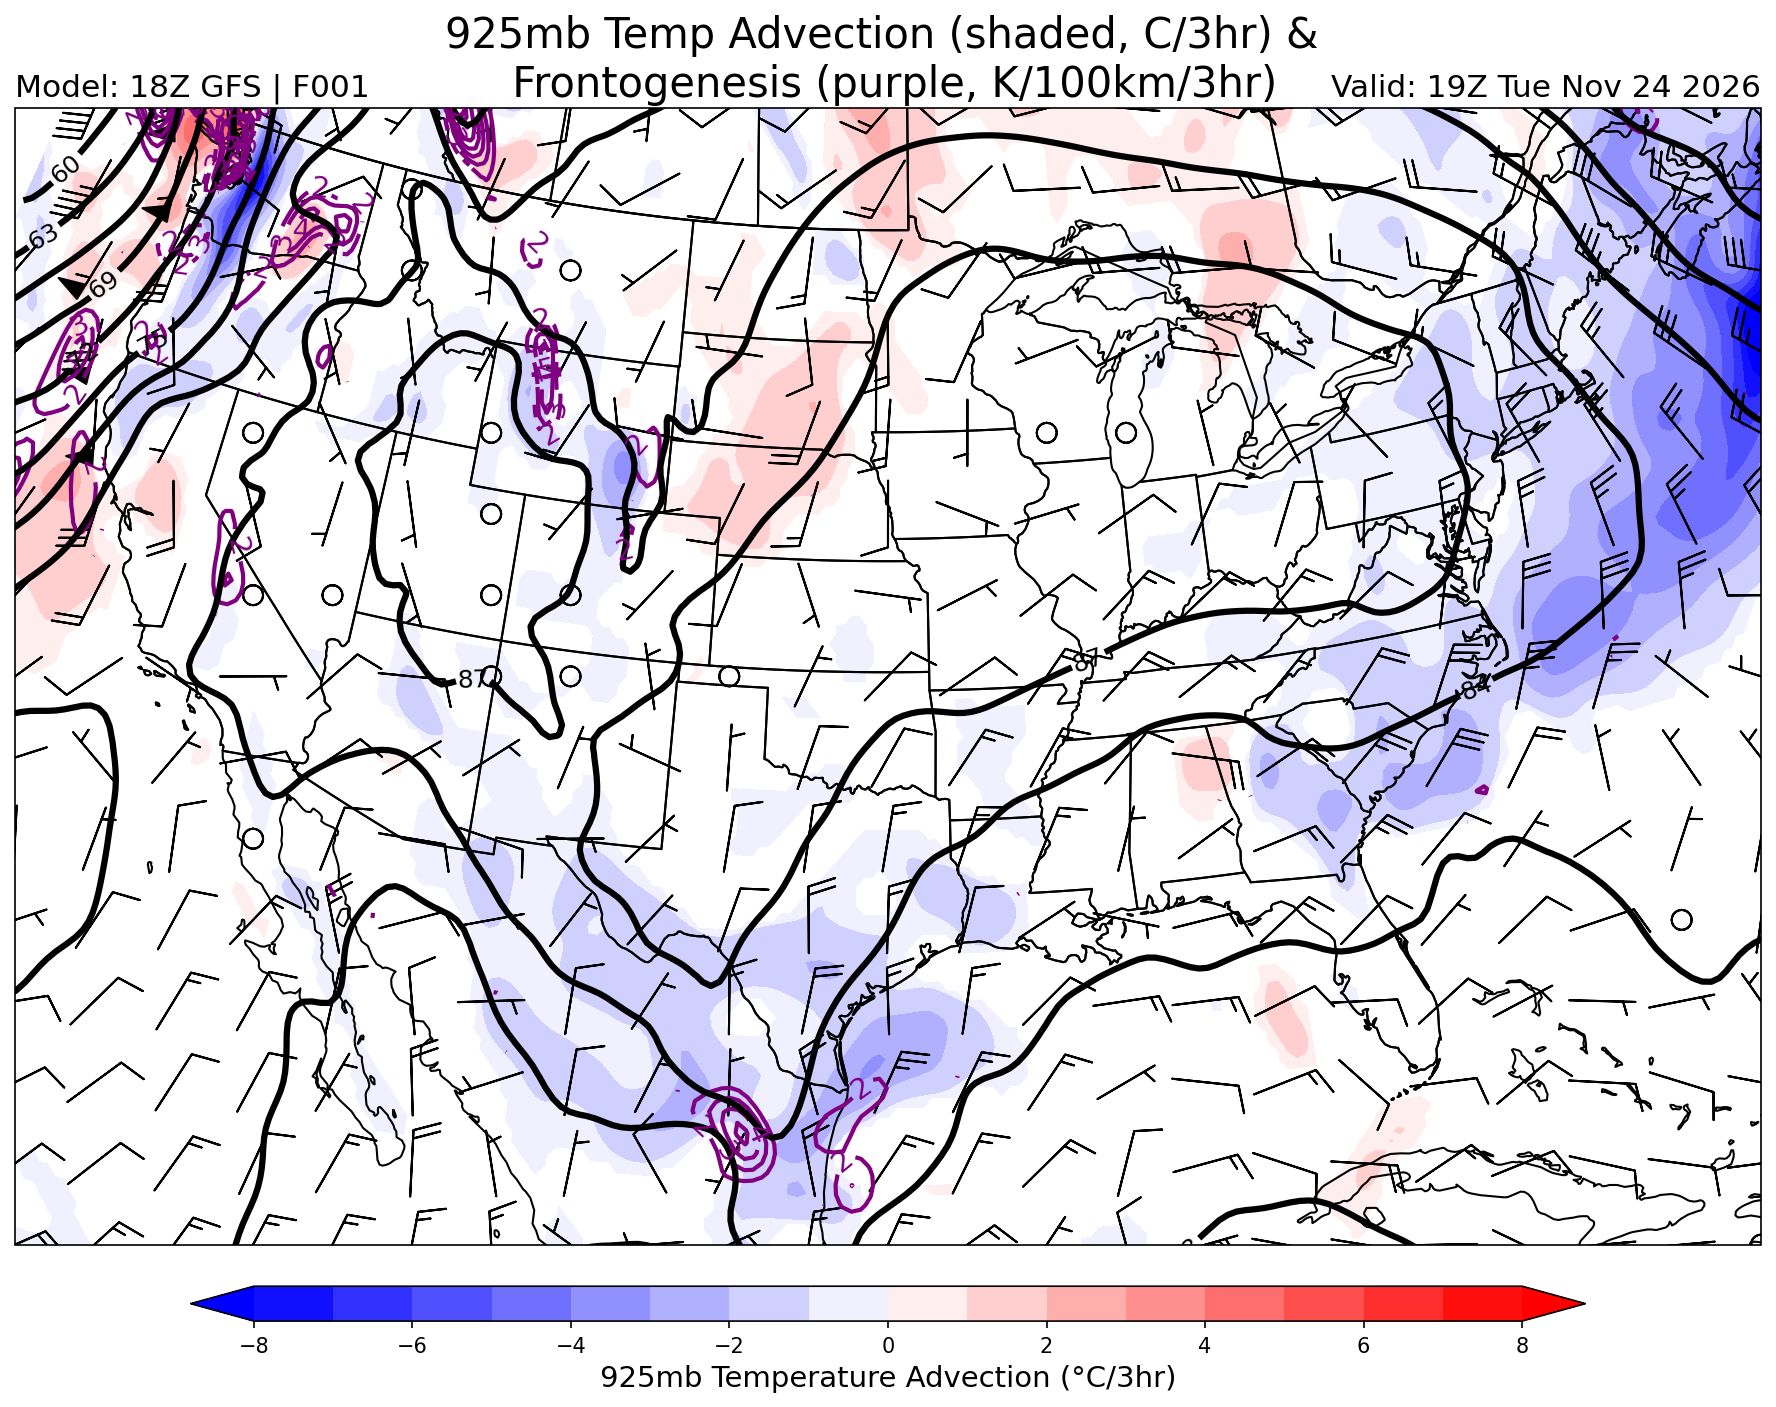 925mb Temp Advection (shaded, C/3hr) &
Model: 18Z GFS | F001
Frontogenesis (purple, K/100km/3hr)
Valid: 19Z Tue Nov 24 2026
60
63
69
87
87
84
−8 −6 −4 −2 0 2 4 6 8
925mb Temperature Advection (°C/3hr)